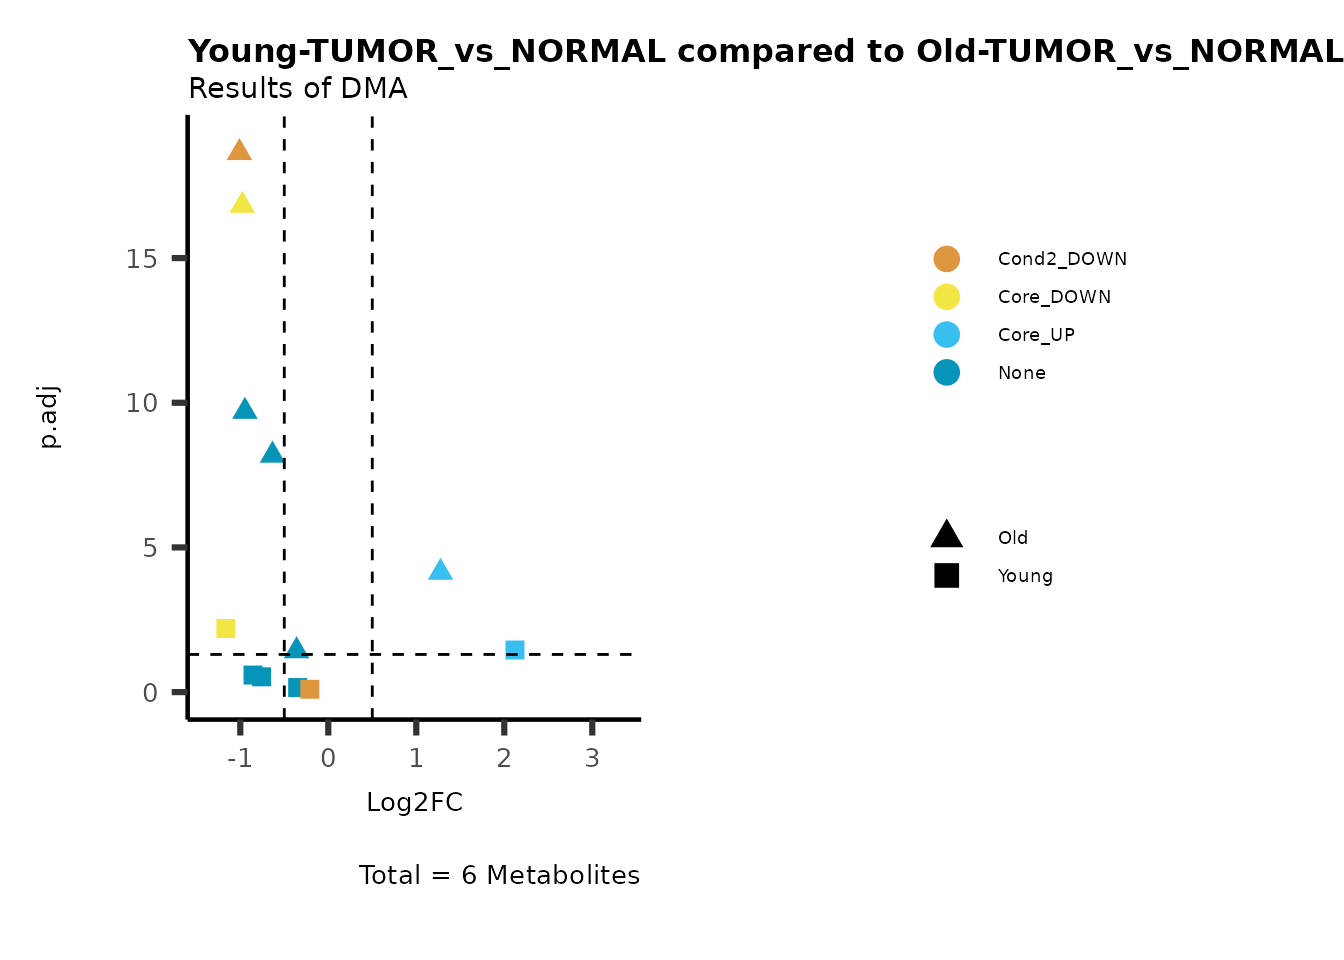 Young-TUMOR_vs_NORMAL compared to Old-TUMOR_vs_NORMAL
Results of DMA
p.adj
15
10
5
0
-1 0 1 2 3
Log2FC
Total = 6 Metabolites
Cond2_DOWN
Core_DOWN
Core_UP
None
Old
Young